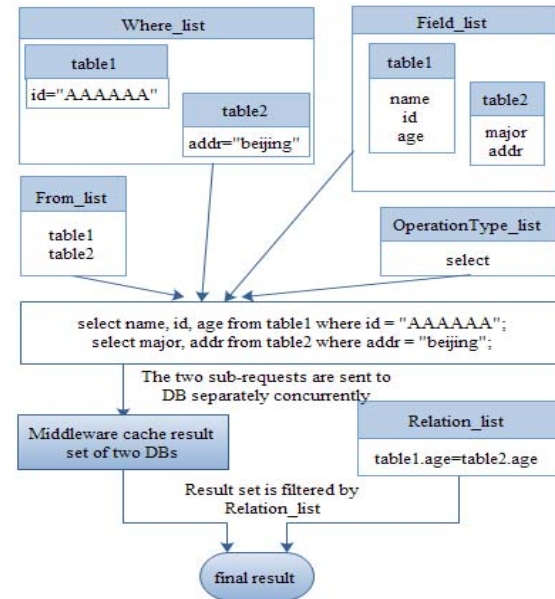 Where_list
table1
id="AAAAAA"
table2
addr="beijing"
Field_list
table1
name
id
age
table2
major
addr
From_list
table1
table2
OperationType_list
select
select name, id, age from table1 where id = "AAAAAA";
select major, addr from table2 where addr = "beijing";
The two sub-requests are sent to
DB separately concurrently
Middleware cache result
set of two DBs
Relation_list
table1.age=table2.age
Result set is filtered by
Relation_list
final result